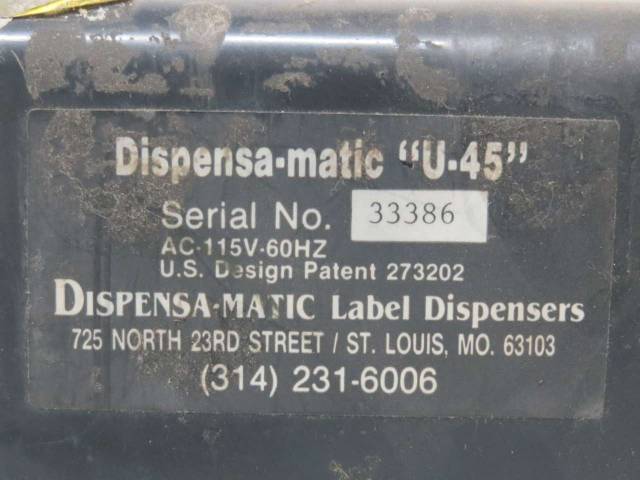 Dispensa-matic "U-45"
Serial No. 33386
AC-115V-60HZ
U.S. Design Patent 273202
DISPENSA-MATIC Label Dispensers
725 NORTH 23RD STREET / ST. LOUIS, MO. 63103
(314) 231-6006